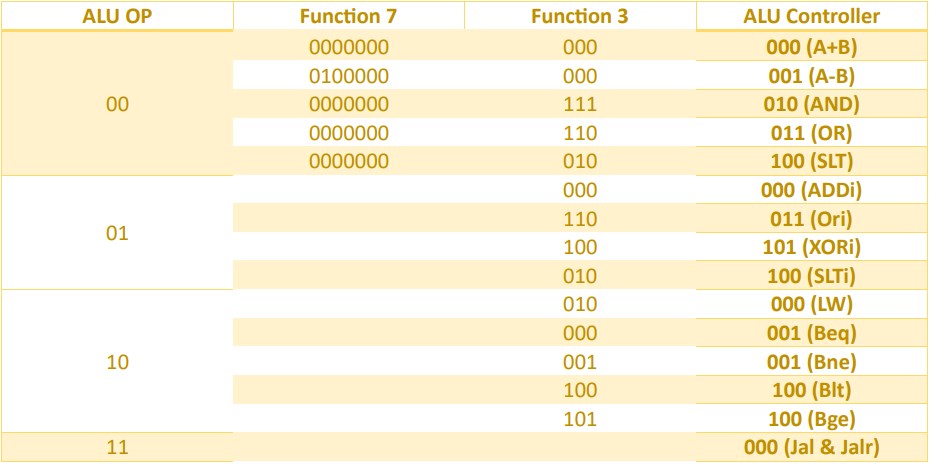 ALU OP Function 7 Function 3 ALU Controller
00
0000000 000 000 (A+B)
0100000 000 001 (A-B)
0000000 111 010 (AND)
0000000 110 011 (OR)
0000000 010 100 (SLT)
01
000 000 (ADDi)
110 011 (Ori)
100 101 (XORi)
010 100 (SLTi)
10
010 000 (LW)
000 001 (Beq)
001 001 (Bne)
100 100 (Blt)
101 100 (Bge)
11 000 (Jal & Jalr)